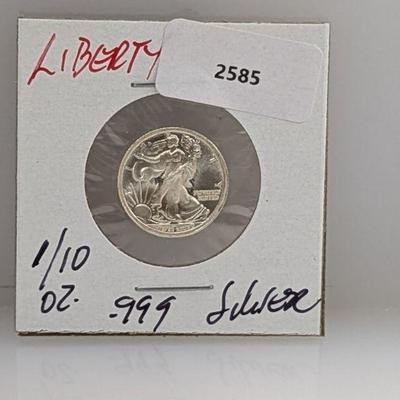 LIBERTY
2585
1/10
OZ. .999 Silver